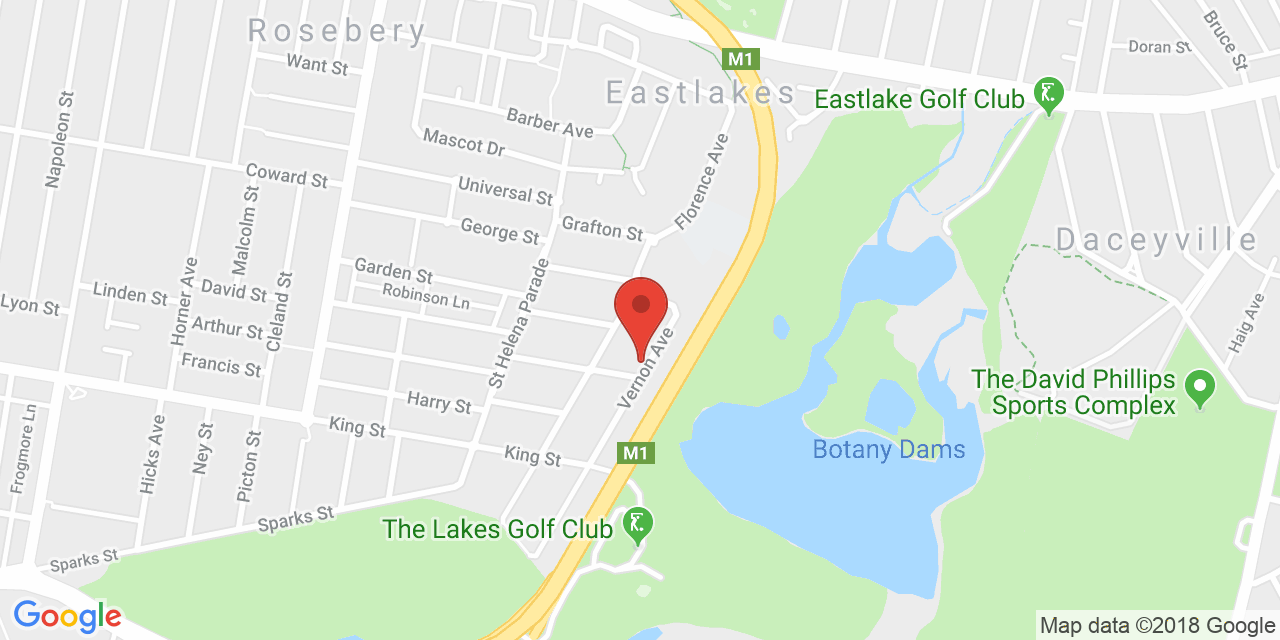 Rosebery
Want St
M1
Doran St
Bruce St
Eastlakes
Eastlake Golf Club
Napoleon St
Barber Ave
Mascot Dr
Coward St
Universal St
Florence Ave
Malcolm St
George St
Grafton St
Daceyville
Garden St
Robinson Ln
Horner Ave
Linden St
David St
Lyon St
Arthur St
Cleland St
St Helena Parade
Haig Ave
Francis St
Vernon Ave
The David Phillips
Sports Complex
Harry St
King St
King St
M1
Botany Dams
Frogmore Ln
Hicks Ave
Ney St
Picton St
Sparks St
The Lakes Golf Club
Sparks St
Google
Map data ©2018 Google